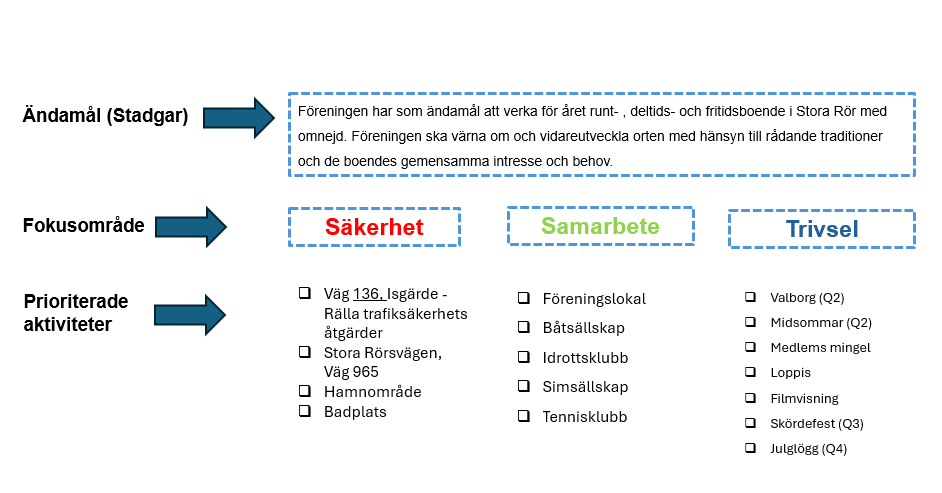 Ändamål (Stadgar)
Föreningen har som ändamål att verka för året runt- , deltids- och fritidsboende i Stora Rör med
omnejd. Föreningen ska värna om och vidareutveckla orten med hänsyn till rådande traditioner
och de boendes gemensamma intresse och behov.
Fokusområde
Säkerhet
Samarbete
Trivsel
Prioriterade
aktiviteter
Väg 136, Isgärde -
Rälla trafiksäkerhets
åtgärder
Stora Rörsvägen,
Väg 965
Hamnområde
Badplats
Föreningslokal
Båtsällskap
Idrottsklubb
Simsällskap
Tennisklubb
Valborg (Q2)
Midsommar (Q2)
Medlems mingel
Loppis
Filmvisning
Skördefest (Q3)
Julglögg (Q4)